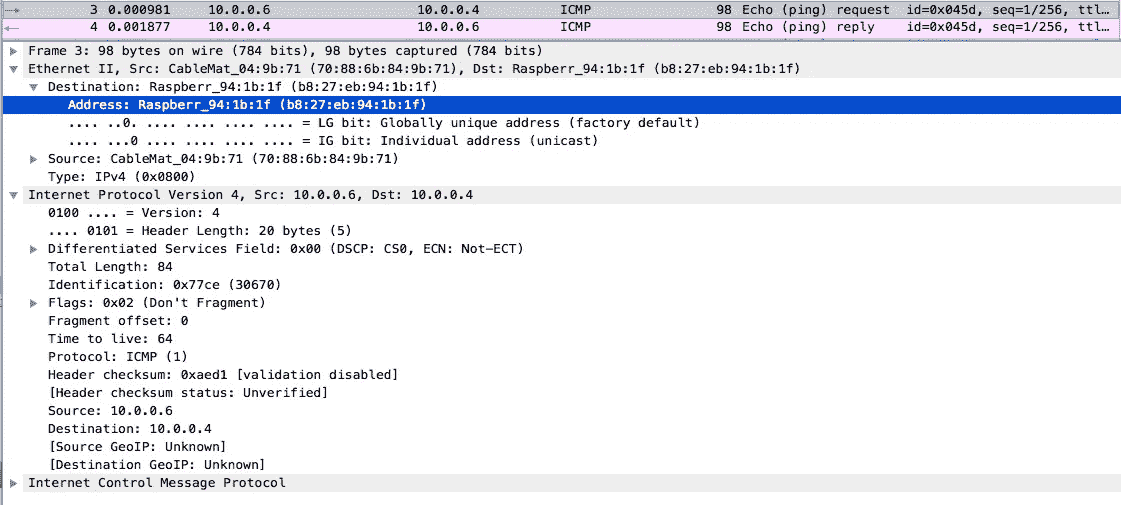 3 0.000981 10.0.0.6 10.0.0.4 ICMP 98 Echo (ping) request id=0x045d, seq=1/256, ttl…
4 0.001877 10.0.0.4 10.0.0.6 ICMP 98 Echo (ping) reply id=0x045d, seq=1/256, ttl…
Frame 3: 98 bytes on wire (784 bits), 98 bytes captured (784 bits)
Ethernet II, Src: CableMat_04:9b:71 (70:88:6b:84:9b:71), Dst: Raspberr_94:1b:1f (b8:27:eb:94:1b:1f)
Destination: Raspberr_94:1b:1f (b8:27:eb:94:1b:1f)
Address: Raspberr_94:1b:1f (b8:27:eb:94:1b:1f)
.... ..0. .... .... .... .... = LG bit: Globally unique address (factory default)
.... ...0 .... .... .... .... = IG bit: Individual address (unicast)
Source: CableMat_04:9b:71 (70:88:6b:84:9b:71)
Type: IPv4 (0x0800)
Internet Protocol Version 4, Src: 10.0.0.6, Dst: 10.0.0.4
0100 .... = Version: 4
.... 0101 = Header Length: 20 bytes (5)
Differentiated Services Field: 0x00 (DSCP: CS0, ECN: Not-ECT)
Total Length: 84
Identification: 0x77ce (30670)
Flags: 0x02 (Don't Fragment)
Fragment offset: 0
Time to live: 64
Protocol: ICMP (1)
Header checksum: 0xaed1 [validation disabled]
[Header checksum status: Unverified]
Source: 10.0.0.6
Destination: 10.0.0.4
[Source GeoIP: Unknown]
[Destination GeoIP: Unknown]
Internet Control Message Protocol